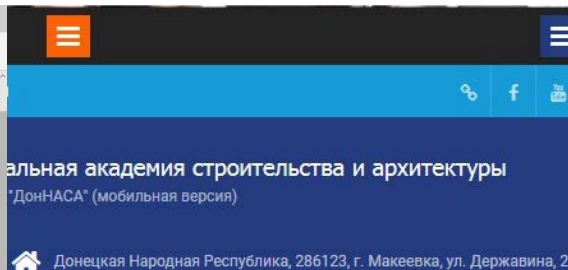 альная академия строительства и архитектуры
"ДонНАСА" (мобильная версия)
Донецкая Народная Республика, 286123, г. Макеевка, ул. Державина, 2